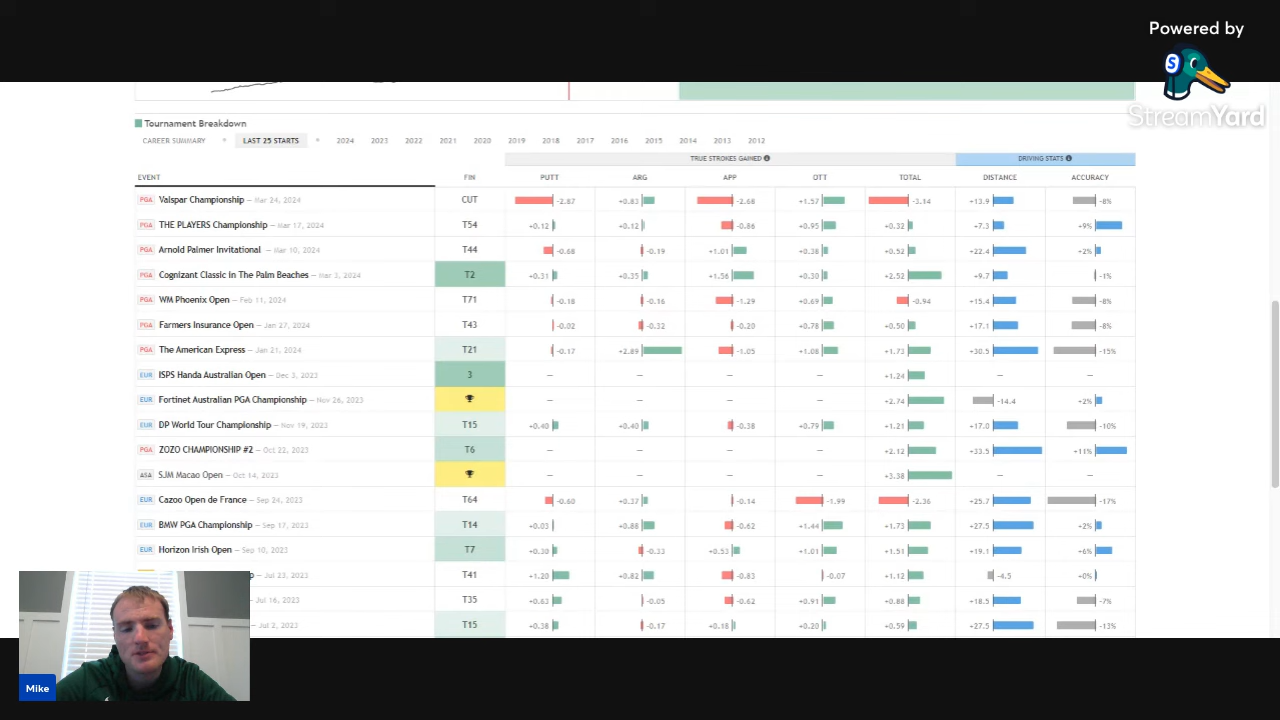 Powered by
StreamYard
Tournament Breakdown
CAREER SUMMARY LAST 25 STARTS 2024 2023 2022 2021 2020 2019 2018 2017 2016 2015 2014 2013 2012
TRUE STROKES GAINED DRIVING STATS
EVENT FIN PUTT ARG APP OTT TOTAL DISTANCE ACCURACY
PGA Valspar Championship — Mar 24, 2024 CUT -2.87 +0.83 -2.68 +1.57 -3.14 +13.9 -8%
PGA THE PLAYERS Championship — Mar 17, 2024 T54 +0.12 +0.12 -0.86 +0.95 +0.32 +7.3 +9%
PGA Arnold Palmer Invitational — Mar 10, 2024 T44 -0.68 -0.19 +1.01 +0.38 +0.52 +22.4 +2%
PGA Cognizant Classic in The Palm Beaches — Mar 3, 2024 T2 +0.31 +0.35 +1.56 +0.30 +2.52 +9.7 -1%
PGA WM Phoenix Open — Feb 11, 2024 T71 -0.18 -0.16 -1.29 +0.69 -0.94 +15.4 -8%
PGA Farmers Insurance Open — Jan 27, 2024 T43 -0.02 -0.32 -0.20 +0.78 +0.50 +17.1 -8%
PGA The American Express — Jan 21, 2024 T21 -0.17 +2.89 -1.05 +1.08 +1.73 +30.5 -15%
EUR ISPS Handa Australian Open — Dec 3, 2023 3 — — — — +1.24 — —
EUR Fortinet Australian PGA Championship — Nov 26, 2023 — — — — +2.74 -14.4 +2%
EUR DP World Tour Championship — Nov 19, 2023 T15 +0.40 +0.40 -0.38 +0.79 +1.21 +17.0 -10%
PGA ZOZO CHAMPIONSHIP #2 — Oct 22, 2023 T6 — — — — +2.12 +33.5 +11%
ASA SJM Macao Open — Oct 14, 2023 — — — — +3.38 — —
EUR Cazoo Open de France — Sep 24, 2023 T64 -0.60 +0.37 -0.14 -1.99 -2.36 +25.7 -17%
EUR BMW PGA Championship — Sep 17, 2023 T14 +0.03 +0.88 -0.62 +1.44 +1.73 +27.5 +2%
EUR Horizon Irish Open — Sep 10, 2023 T7 +0.30 -0.33 +0.53 +1.01 +1.51 +19.1 +6%
— Jul 23, 2023 T41 +1.20 +0.82 -0.83 -0.07 +1.12 -4.5 +0%
— Jul 16, 2023 T35 +0.63 -0.05 -0.62 +0.91 +0.88 +18.5 -7%
— Jul 2, 2023 T15 +0.38 -0.17 +0.18 +0.20 +0.59 +27.5 -13%
Mike